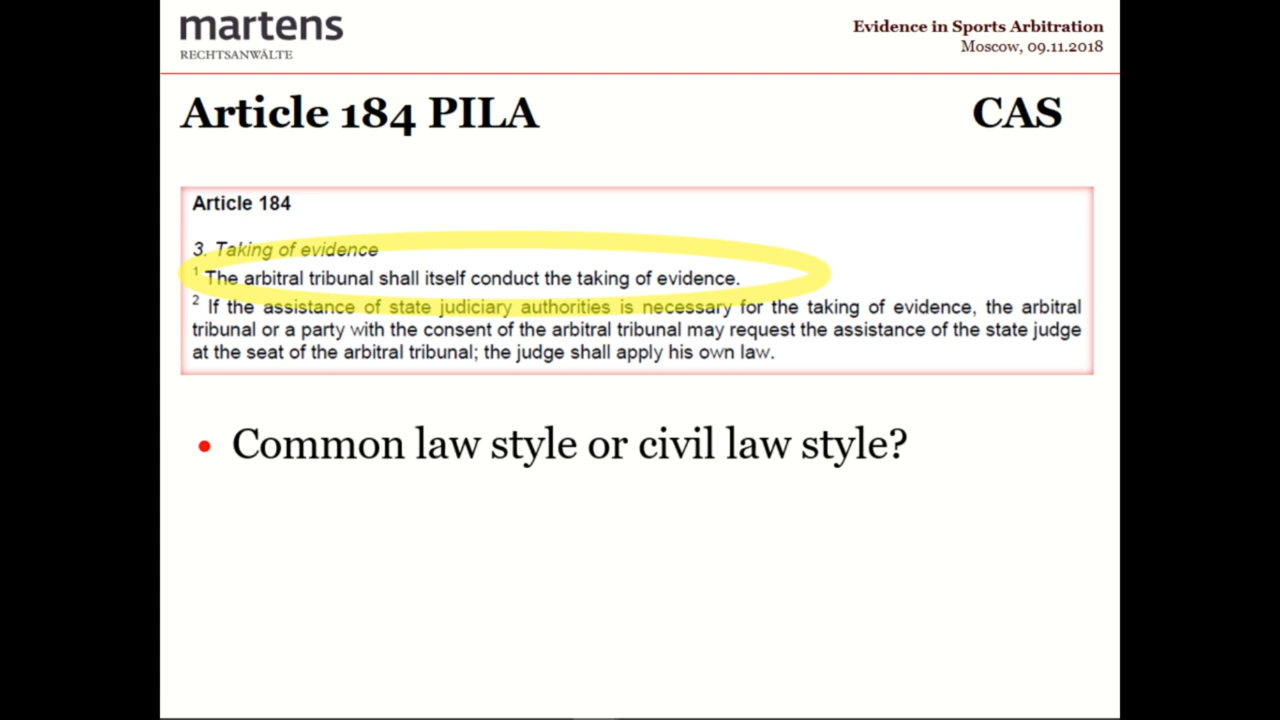 martens
RECHTSANWÄLTE
Evidence in Sports Arbitration
Moscow, 09.11.2018
Article 184 PILA
CAS
Article 184
3. Taking of evidence
1 The arbitral tribunal shall itself conduct the taking of evidence.
2 If the assistance of state judiciary authorities is necessary for the taking of evidence, the arbitral
tribunal or a party with the consent of the arbitral tribunal may request the assistance of the state judge
at the seat of the arbitral tribunal; the judge shall apply his own law.
• Common law style or civil law style?